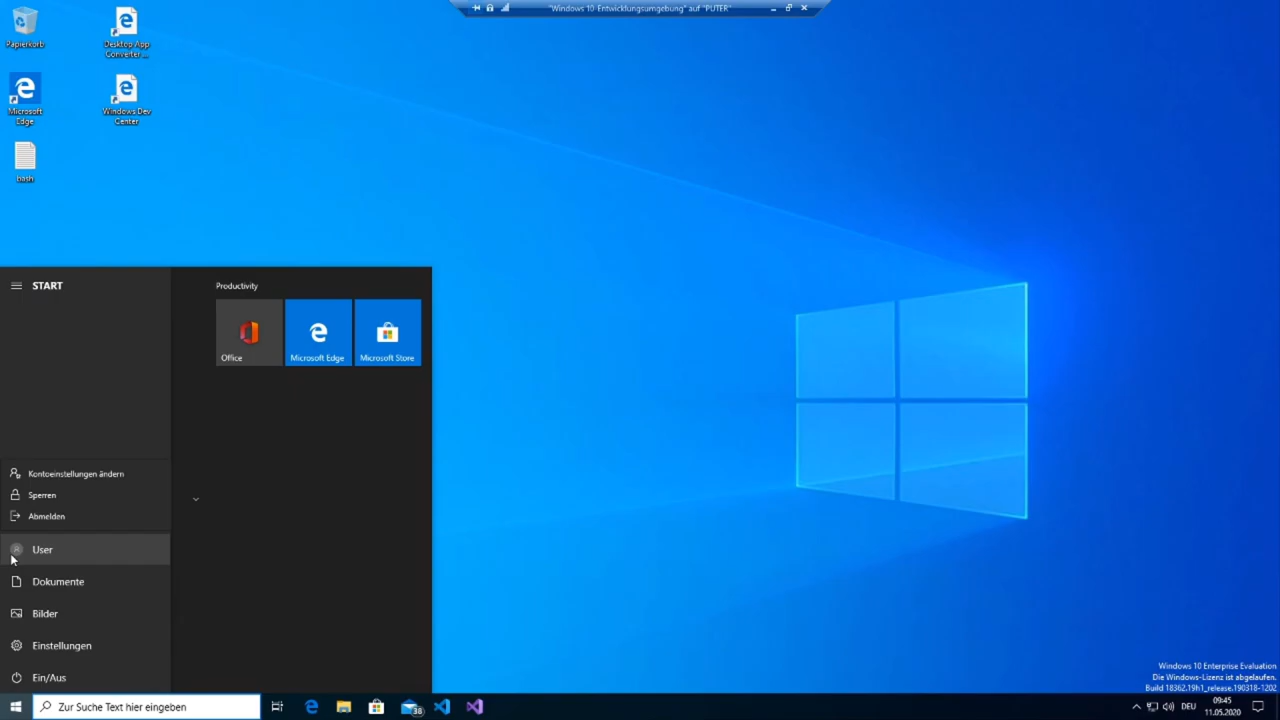 "Windows 10-Entwicklungsumgebung" auf "PUTER"
Papierkorb
Desktop App
Converter ...
Microsoft
Edge
Windows Dev
Center
bash
START
Productivity
Office
Microsoft Edge
Microsoft Store
Kontoeinstellungen ändern
Sperren
Abmelden
User
Dokumente
Bilder
Einstellungen
Ein/Aus
Windows 10 Enterprise Evaluation
Die Windows-Lizenz ist abgelaufen.
Build 18362.19h1_release.190318-1202
Zur Suche Text hier eingeben
38
DEU
09:45
11.05.2020